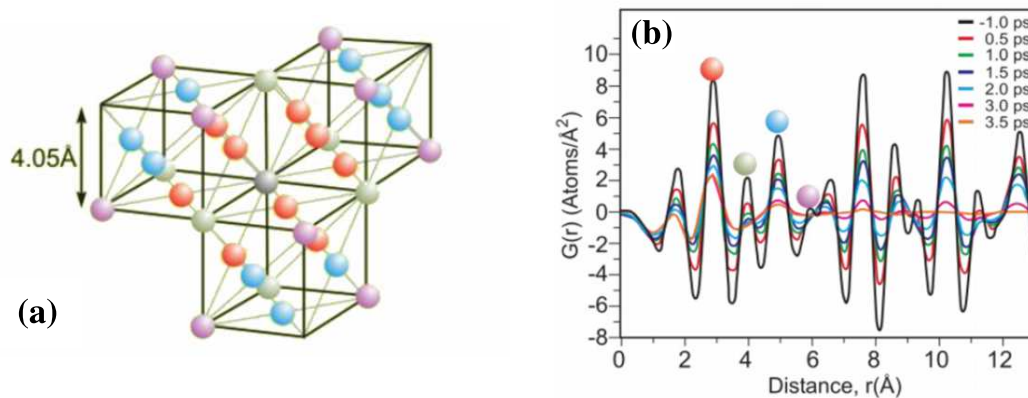 (a)
4.05Å
(b)
-1.0 ps
0.5 ps
1.0 ps
1.5 ps
2.0 ps
3.0 ps
3.5 ps
G(r) (Atoms/Å²)
10
8
6
4
2
0
-2
-4
-6
-8
0 2 4 6 8 10 12
Distance, r(Å)